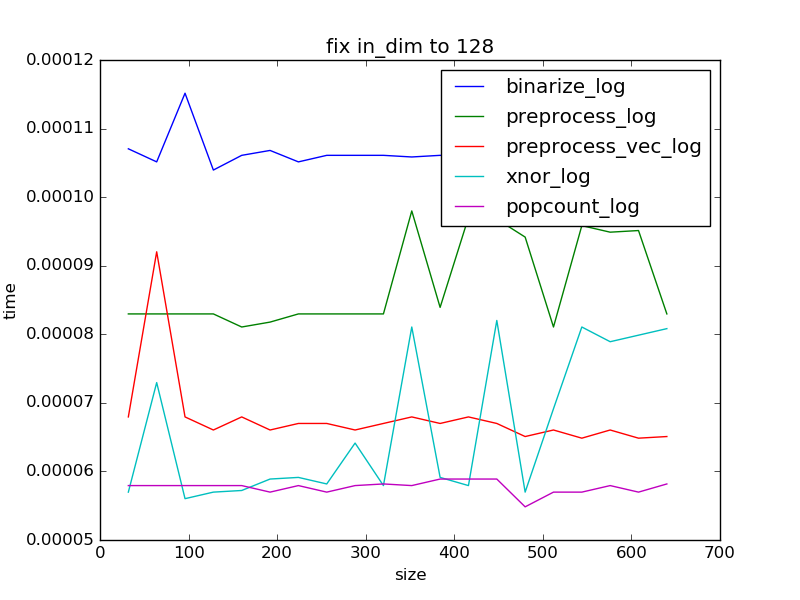 fix in_dim to 128
0.00012
0.00011
0.00010
0.00009
0.00008
0.00007
0.00006
0.00005
time
binarize_log
preprocess_log
preprocess_vec_log
xnor_log
popcount_log
0 100 200 300 400 500 600 700
size